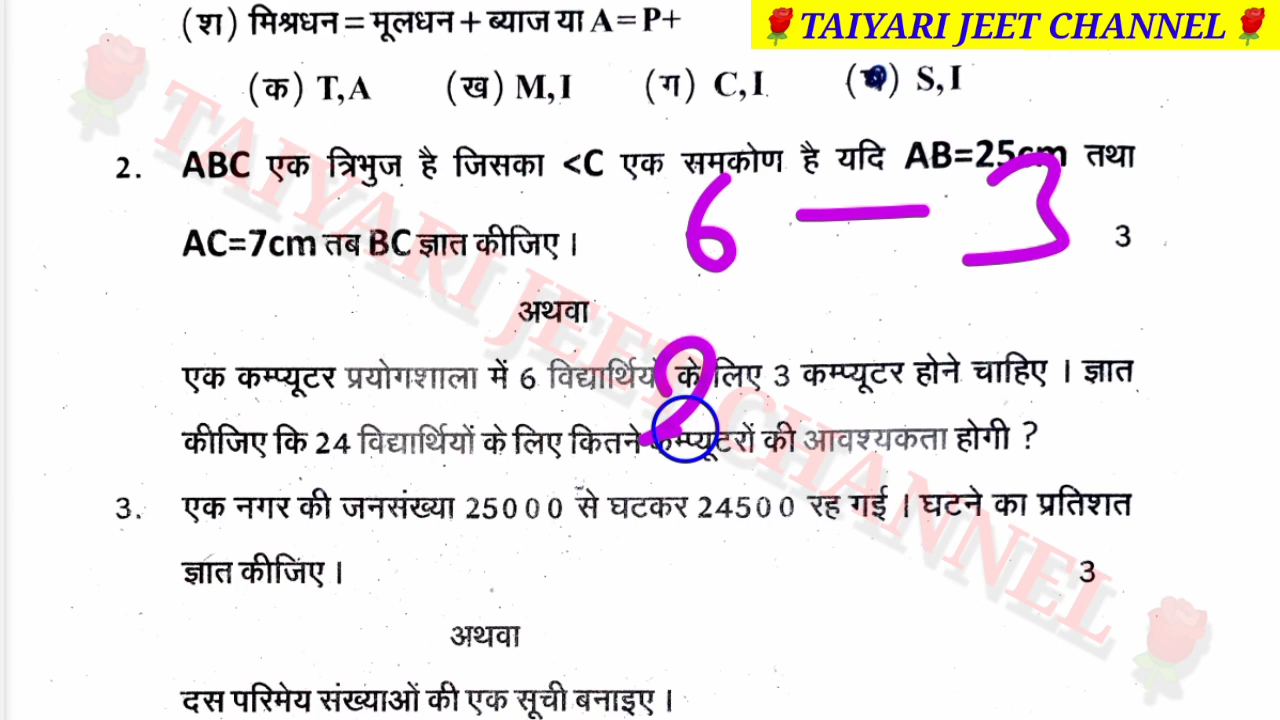 (श) मिश्रधन = मूलधन + ब्याज या A = P+
🌹TAIYARI JEET CHANNEL🌹
(क) T, A (ख) M, I (ग) C, I () S, I
2. ABC एक त्रिभुज है जिसका <C एक समकोण है यदि AB=25cm तथा
AC=7cm तब BC ज्ञात कीजिए । 3
6 — 3
अथवा
एक कम्प्यूटर प्रयोगशाला में 6 विद्यार्थियों के लिए 3 कम्प्यूटर होने चाहिए । ज्ञात
कीजिए कि 24 विद्यार्थियों के लिए कितने कम्प्यूटरों की आवश्यकता होगी ?
3. एक नगर की जनसंख्या 25000 से घटकर 24500 रह गई । घटने का प्रतिशत
ज्ञात कीजिए । 3
अथवा
दस परिमेय संख्याओं की एक सूची बनाइए ।
TAIYARI JEET CHANNEL